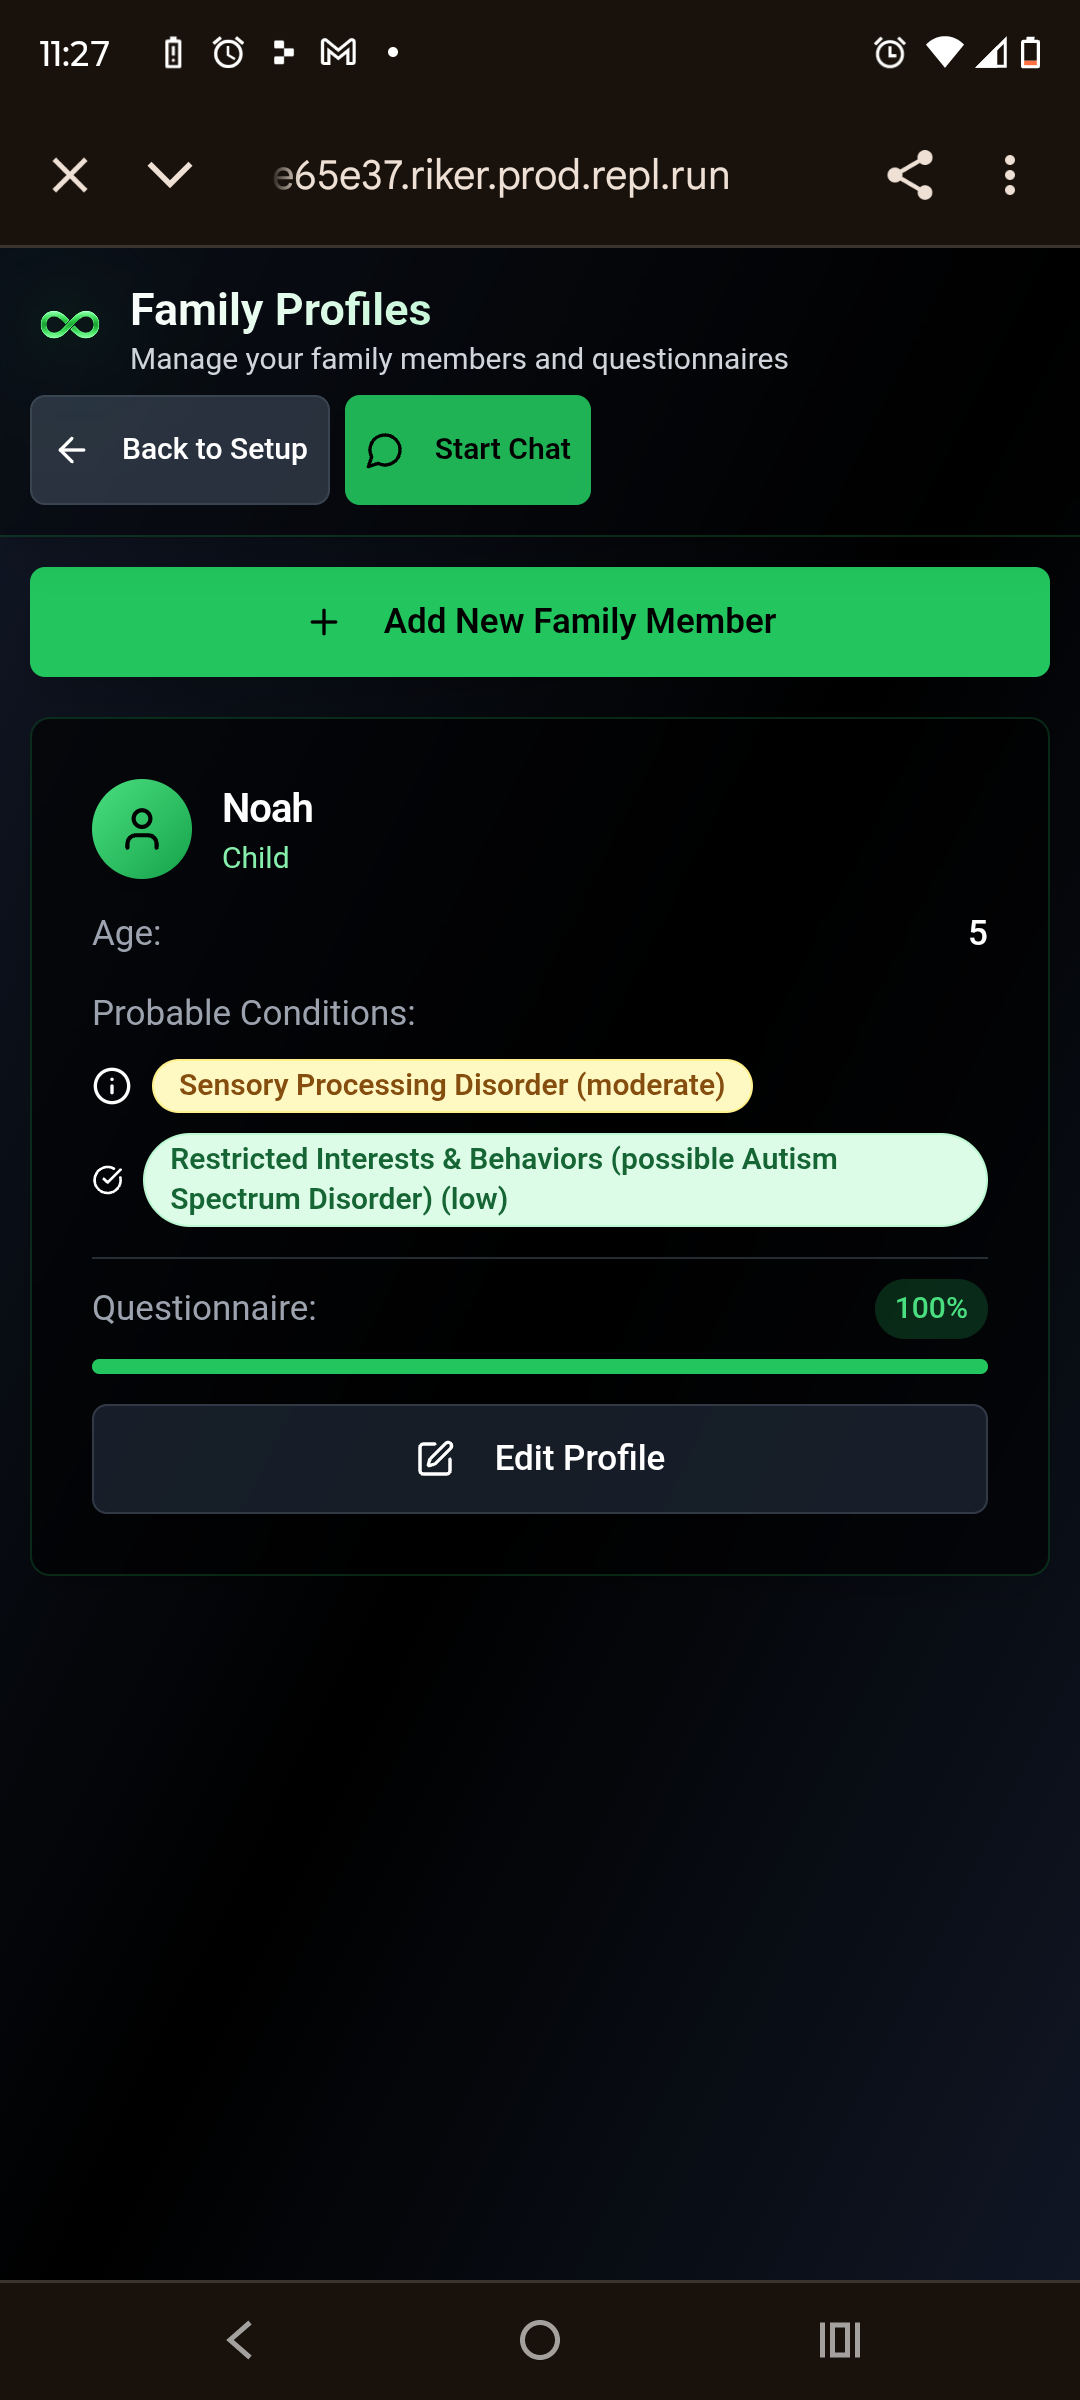 11:27
e65e37.riker.prod.repl.run
Family Profiles
Manage your family members and questionnaires
Back to Setup
Start Chat
Add New Family Member
Noah
Child
Age:
5
Probable Conditions:
Sensory Processing Disorder (moderate)
Restricted Interests & Behaviors (possible Autism
Spectrum Disorder) (low)
Questionnaire:
100%
Edit Profile